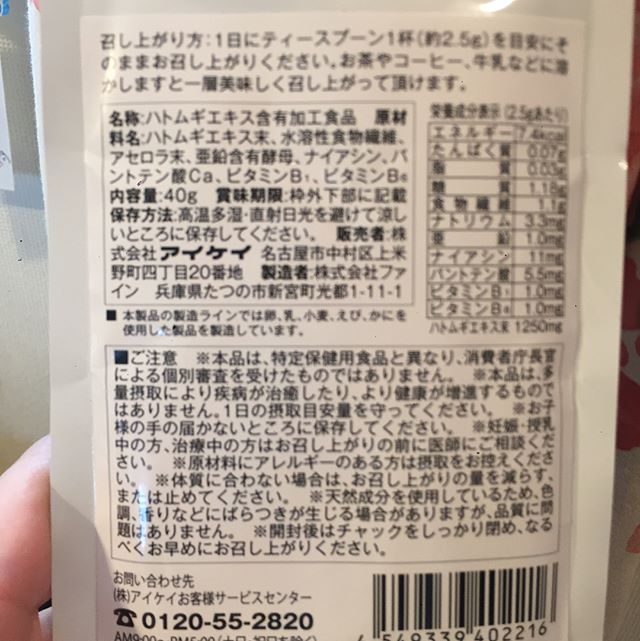 召し上がり方:1日にティースプーン1杯(約2.5g)を目安にそ
のままお召し上がりください。お茶やコーヒー、牛乳などに溶
かしますと一層美味しく召し上がって頂けます。
名称:ハトムギエキス含有加工食品 原材
料名:ハトムギエキス末、水溶性食物繊維、
アセロラ末、亜鉛含有酵母、ナイアシン、パ
ントテン酸Ca、ビタミンB₁、ビタミンB₆
内容量:40g 賞味期限:枠外下部に記載
保存方法:高温多湿・直射日光を避けて涼し
いところに保存してください。 販売者:株
式会社アイケイ 名古屋市中村区上米
野町四丁目20番地 製造者:株式会社ファ
イン 兵庫県たつの市新宮町光都1-11-1
■本製品の製造ラインでは卵、乳、小麦、えび、かにを
使用した製品を製造しています。
栄養成分表示(2.5gあたり)
エネルギー 7.4kcal
たんぱく質 0.07g
脂質 0.03g
糖質 1.18g
食物繊維 1.1g
ナトリウム 3.3mg
亜鉛 1.0mg
ナイアシン 11mg
パントテン酸 5.5mg
ビタミンB₁ 1.0mg
ビタミンB₆ 1.0mg
ハトムギエキス末 1250mg
■ご注意 ※本品は、特定保健用食品と異なり、消費者庁長官
による個別審査を受けたものではありません。 ※本品は、多
量摂取により疾病が治癒したり、より健康が増進するもので
はありません。1日の摂取目安量を守ってください。 ※お子
様の手の届かないところに保存してください。 ※妊娠・授乳
中の方、治療中の方はお召し上がりの前に医師にご相談くださ
い。 ※原材料にアレルギーのある方は摂取をお控えくださ
い。 ※体質に合わない場合は、お召し上がりの量を減らす、
または止めてください。 ※天然成分を使用しているため、色
調、香りなどにばらつきが生じる場合がありますが、品質に問
題はありません。 ※開封後はチャックをしっかり閉め、なる
べくお早めにお召し上がりください。
お問い合わせ先
(株)アイケイお客様サービスセンター
☎0120-55-2820
4 549339 402216